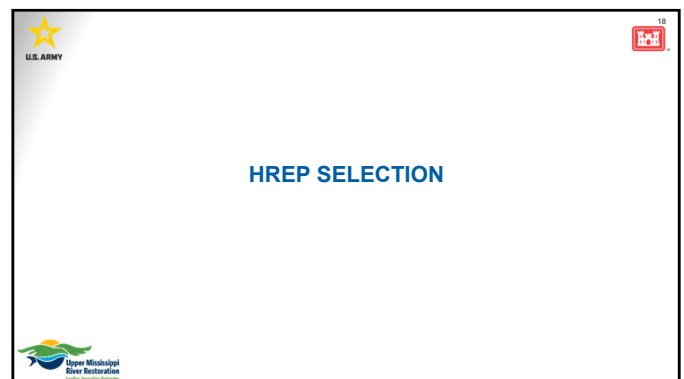 18
U.S. ARMY
HREP SELECTION
Upper Mississippi
River Restoration